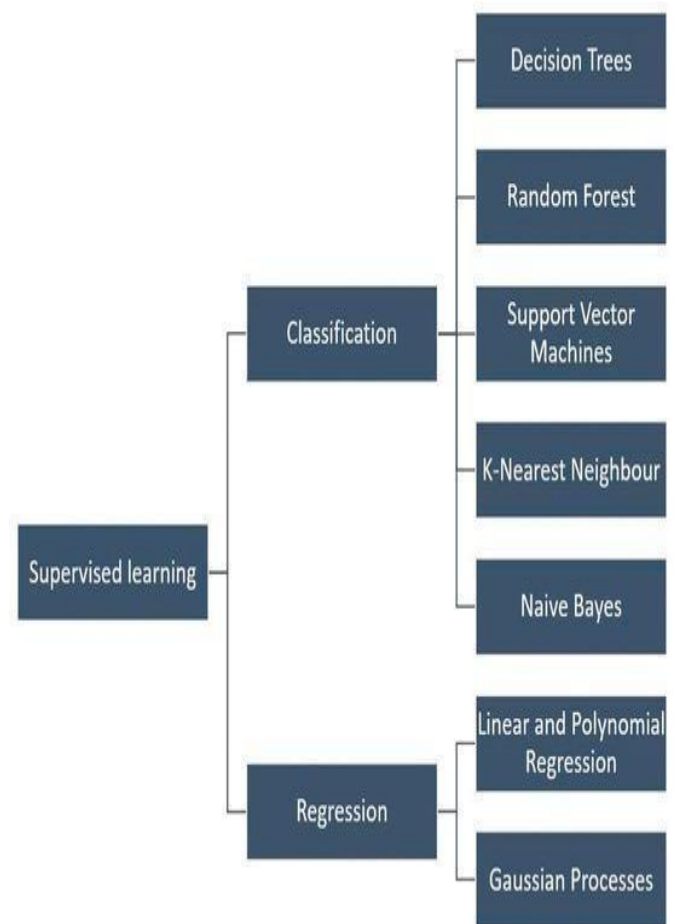 Decision Trees
Random Forest
Support Vector
Machines
Classification
K-Nearest Neighbour
Supervised learning
Naive Bayes
Linear and Polynomial
Regression
Regression
Gaussian Processes